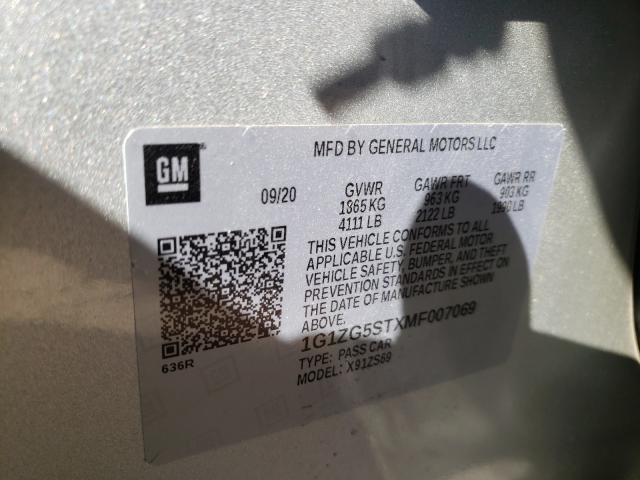 GM
MFD BY GENERAL MOTORS LLC
09/20 GVWR GAWR FRT GAWR RR
1865 KG 963 KG 903 KG
4111 LB 2122 LB 1990 LB
THIS VEHICLE CONFORMS TO ALL
APPLICABLE U.S. FEDERAL MOTOR
VEHICLE SAFETY, BUMPER, AND THEFT
PREVENTION STANDARDS IN EFFECT ON
THE DATE OF MANUFACTURE SHOWN
ABOVE.
1G1ZG5STXMF007069
TYPE: PASS CAR
MODEL: X91ZS69
636R